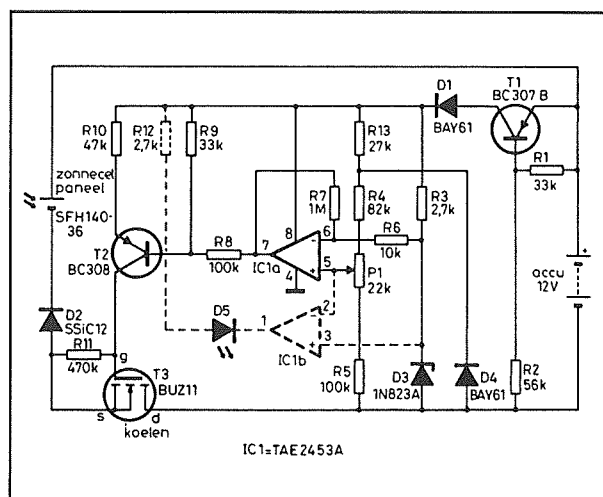 D1
BAY61
T1
BC307 B
R10
47k
R12
2,7k
R9
33k
R13
27k
R1
33k
zonnecel
paneel
SFH140-
36
R7
1M
R4
82k
R3
2,7k
R6
10k
T2
BC308
R8
100k
7
8
6
-
IC1a
4
+
5
P1
22k
accu
12V
+
D2
SSiC12
D5
1
2
-
3
+
IC1b
R11
470k
g
T3
BUZ11
s
d
koelen
R5
100k
D3
1N823A
D4
BAY61
R2
56k
IC1=TAE2453A